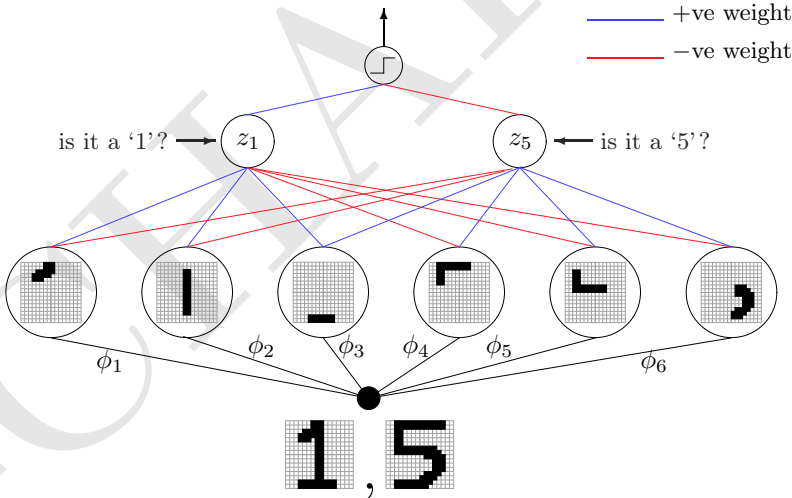 +ve weight
−ve weight
is it a ‘1’?
z1
z5
is it a ‘5’?
ϕ1
ϕ2
ϕ3
ϕ4
ϕ5
ϕ6
1 , 5